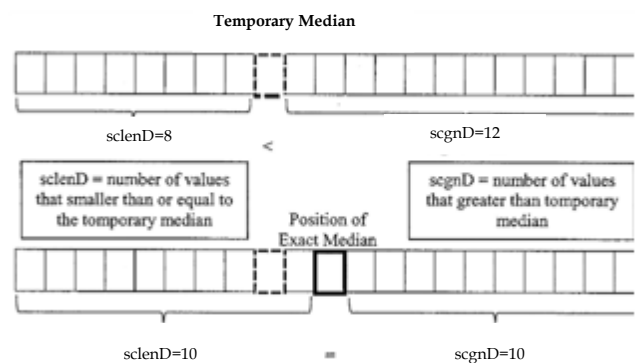 Temporary Median
sclenD=8
<
scgnD=12
sclenD = number of values
that smaller than or equal to
the temporary median
scgnD = number of values
that greater than temporary
median
Position of
Exact Median
sclenD=10
=
scgnD=10